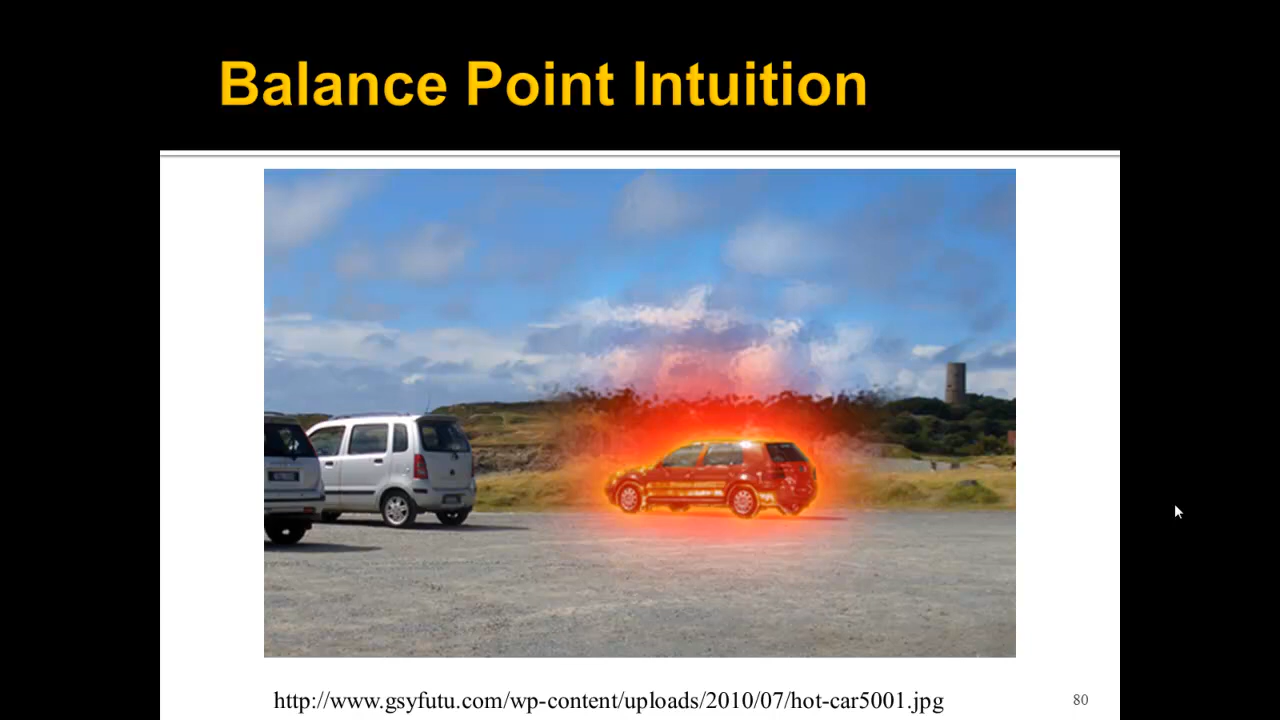 Balance Point Intuition
http://www.gsyfutu.com/wp-content/uploads/2010/07/hot-car5001.jpg
80